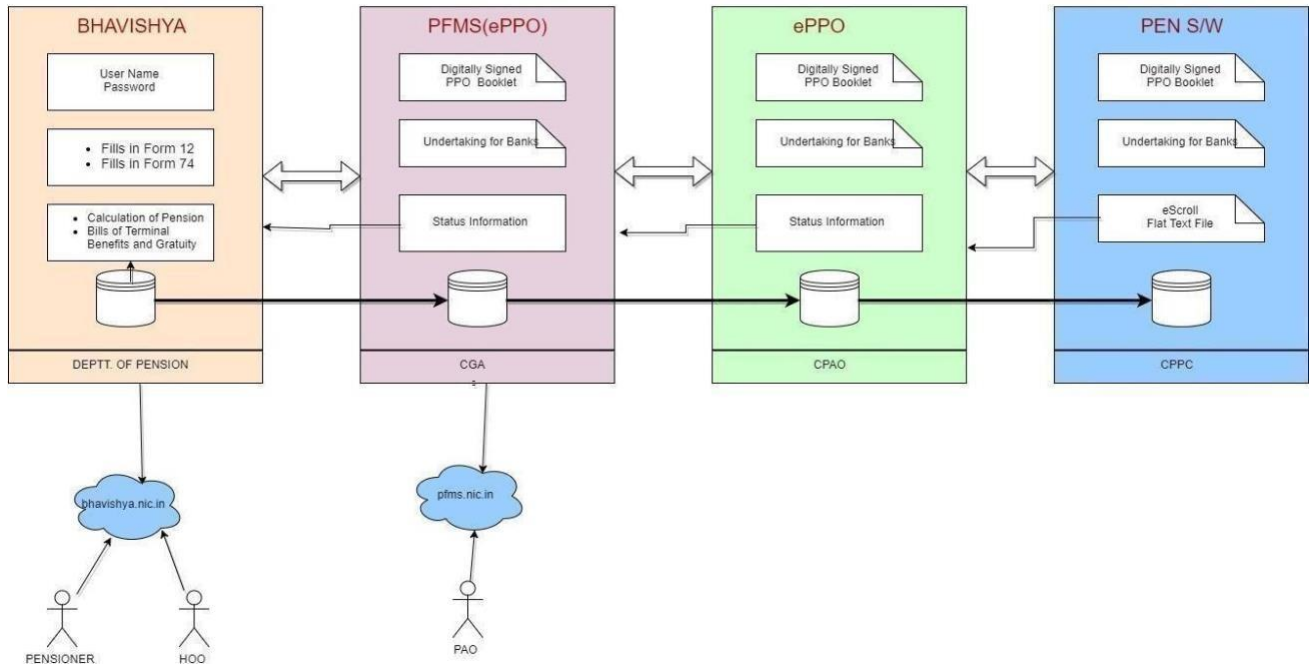 BHAVISHYA
User Name
Password
• Fills in Form 12
• Fills in Form 74
• Calculation of Pension
• Bills of Terminal
Benefits and Gratuity
DEPTT. OF PENSION
PFMS(ePPO)
Digitally Signed
PPO Booklet
Undertaking for Banks
Status Information
CGA
1
ePPO
Digitally Signed
PPO Booklet
Undertaking for Banks
Status Information
CPAO
PEN S/W
Digitally Signed
PPO Booklet
Undertaking for Banks
eScroll
Flat Text File
CPPC
bhavishya.nic.in
pfms.nic.in
PENSIONER
HOO
PAO